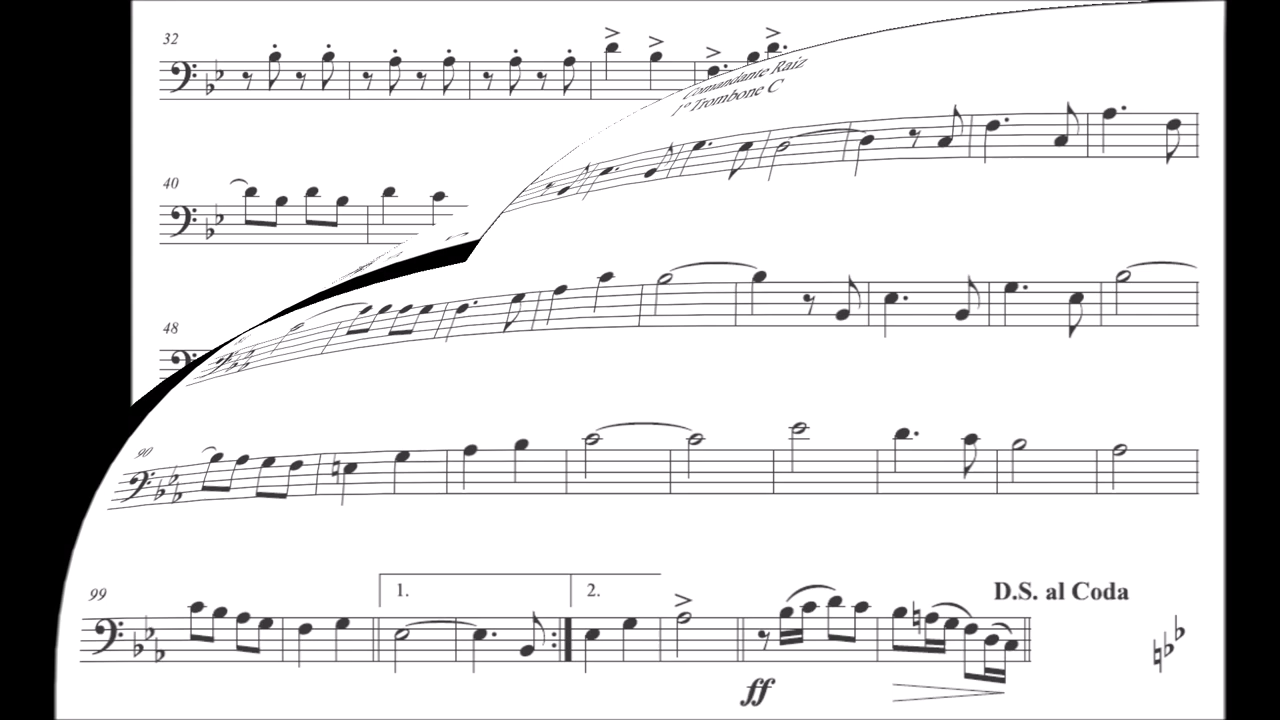 32
Comandante Raiz
1º Trombone C
40
48
90
99
1.
2.
D.S. al Coda
ff